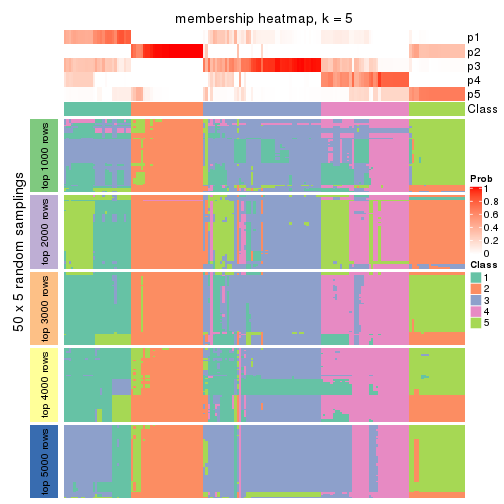 membership heatmap, k = 5
p1
p2
p3
p4
p5
Class
50 x 5 random samplings
top 1000 rows
top 2000 rows
top 3000 rows
top 4000 rows
top 5000 rows
Prob
1
0.8
0.6
0.4
0.2
0
Class
1
2
3
4
5